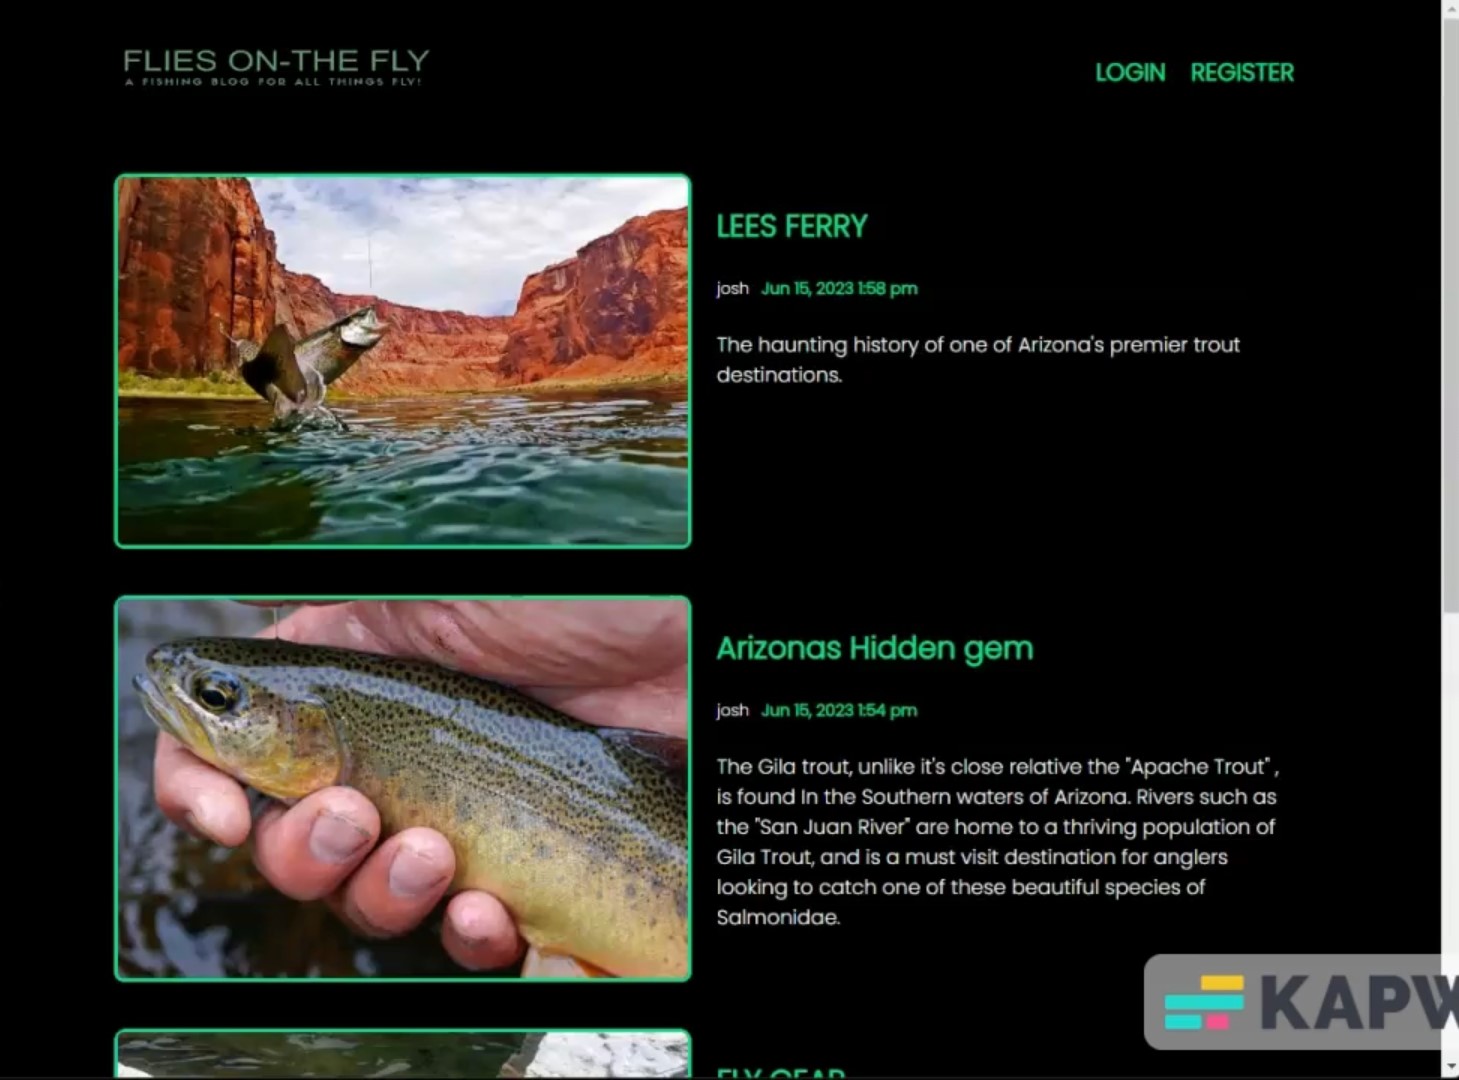 FLIES ON-THE FLY
A FISHING BLOG FOR ALL THINGS FLY!
LOGIN REGISTER
LEES FERRY
josh Jun 15, 2023 1:58 pm
The haunting history of one of Arizona's premier trout
destinations.
Arizonas Hidden gem
josh Jun 15, 2023 1:54 pm
The Gila trout, unlike it's close relative the "Apache Trout" ,
is found In the Southern waters of Arizona. Rivers such as
the "San Juan River" are home to a thriving population of
Gila Trout, and is a must visit destination for anglers
looking to catch one of these beautiful species of
Salmonidae.
FLY GEAR
KAPW